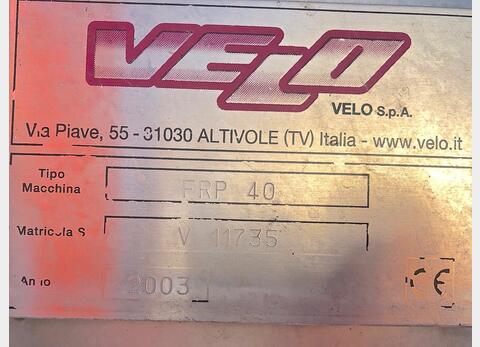 VELO
VELO S.p.A.
Via Piave, 55 - 31030 ALTIVOLE (TV) Italia - www.velo.it
Tipo
Macchina FRP 40
Matricola S V 11735
Anno 2003 CE